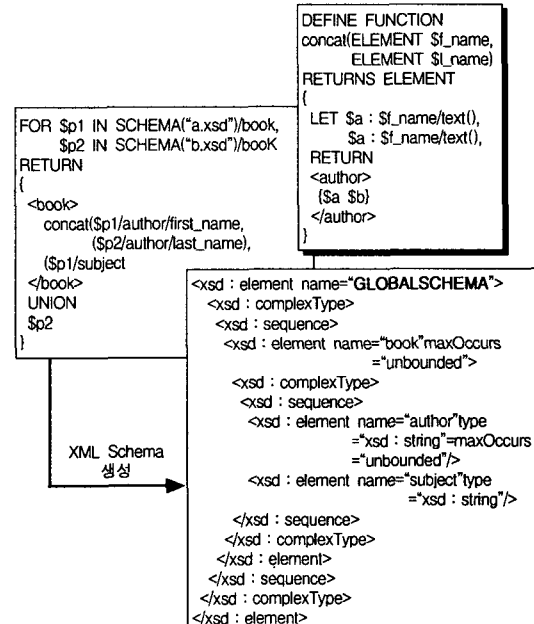 DEFINE FUNCTION
concat(ELEMENT $f_name,
ELEMENT $l_name)
RETURNS ELEMENT
{
LET $a : $f_name/text(),
$a : $f_name/text(),
RETURN
<author>
{$a $b}
</author>
}
FOR $p1 IN SCHEMA("a.xsd")/book,
$p2 IN SCHEMA("b.xsd")/booK
RETURN
{
<book>
concat($p1/author/first_name,
($p2/author/last_name),
($p1/subject
</book>
UNION
$p2
}
XML Schema
생성
<xsd : element name="GLOBALSCHEMA">
<xsd : complexType>
<xsd : sequence>
<xsd : element name="book"maxOccurs
="unbounded">
<xsd : complexType>
<xsd : sequence>
<xsd : element name="author"type
="xsd : string"=maxOccurs
="unbounded"/>
<xsd : element name="subject"type
="xsd : string"/>
</xsd : sequence>
</xsd : complexType>
</xsd : element>
</xsd : sequence>
</xsd : complexType>
</xsd : element>